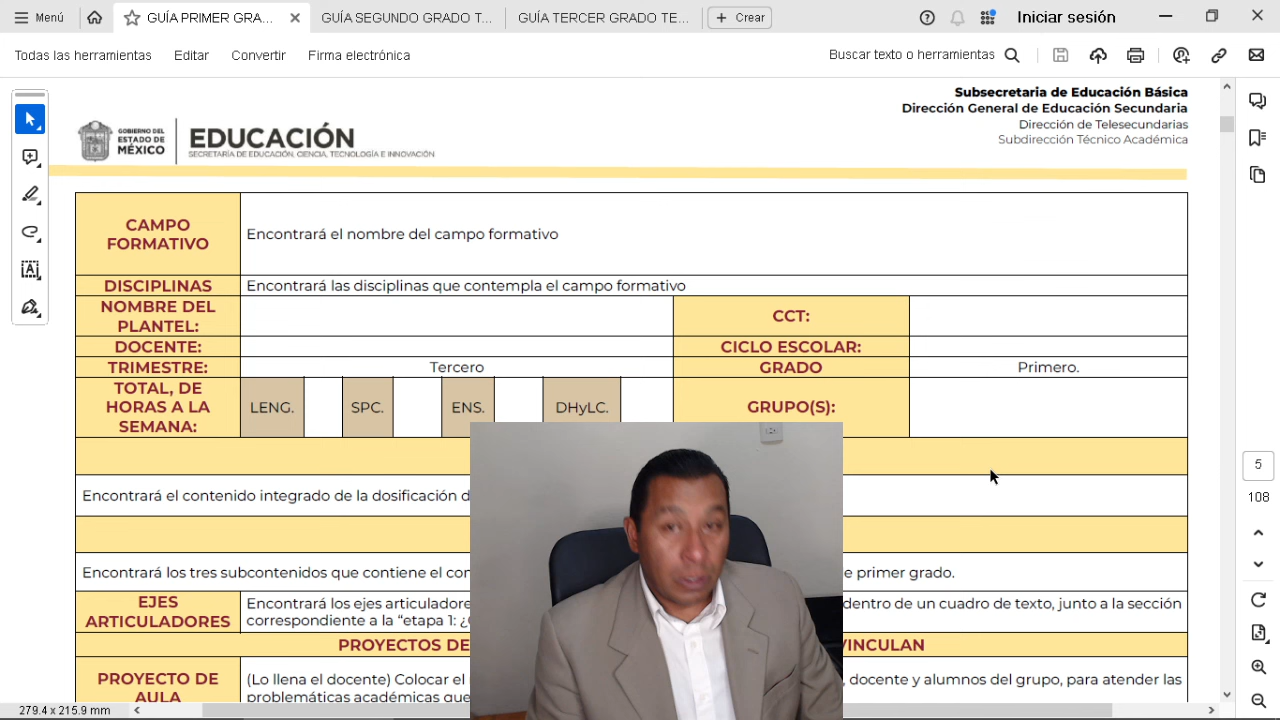 Menú
GUÍA PRIMER GRA...
GUÍA SEGUNDO GRADO T...
GUÍA TERCER GRADO TE...
Crear
Iniciar sesión
Todas las herramientas
Editar
Convertir
Firma electrónica
Buscar texto o herramientas
Subsecretaria de Educación Básica
Dirección General de Educación Secundaria
Dirección de Telesecundarias
Subdirección Técnico Académica
GOBIERNO DEL
ESTADO DE
MÉXICO
EDUCACIÓN
SECRETARÍA DE EDUCACIÓN, CIENCIA, TECNOLOGÍA E INNOVACIÓN
CAMPO
FORMATIVO
Encontrará el nombre del campo formativo
DISCIPLINAS
Encontrará las disciplinas que contempla el campo formativo
NOMBRE DEL
PLANTEL:
CCT:
DOCENTE:
CICLO ESCOLAR:
TRIMESTRE:
Tercero
GRADO
Primero.
TOTAL, DE
HORAS A LA
SEMANA:
LENG.
SPC.
ENS.
DHyLC.
GRUPO(S):
Encontrará el contenido integrado de la dosificación
Encontrará los tres subcontenidos que contiene el
e primer grado.
EJES
ARTICULADORES
Encontrará los ejes articuladore
dentro de un cuadro de texto, junto a la sección
correspondiente a la "etapa 1:
PROYECTOS DE
VINCULAN
PROYECTO DE
AULA
(Lo llena el docente) Colocar el
, docente y alumnos del grupo, para atender las
problemáticas académicas que
5
108
279.4 x 215.9 mm